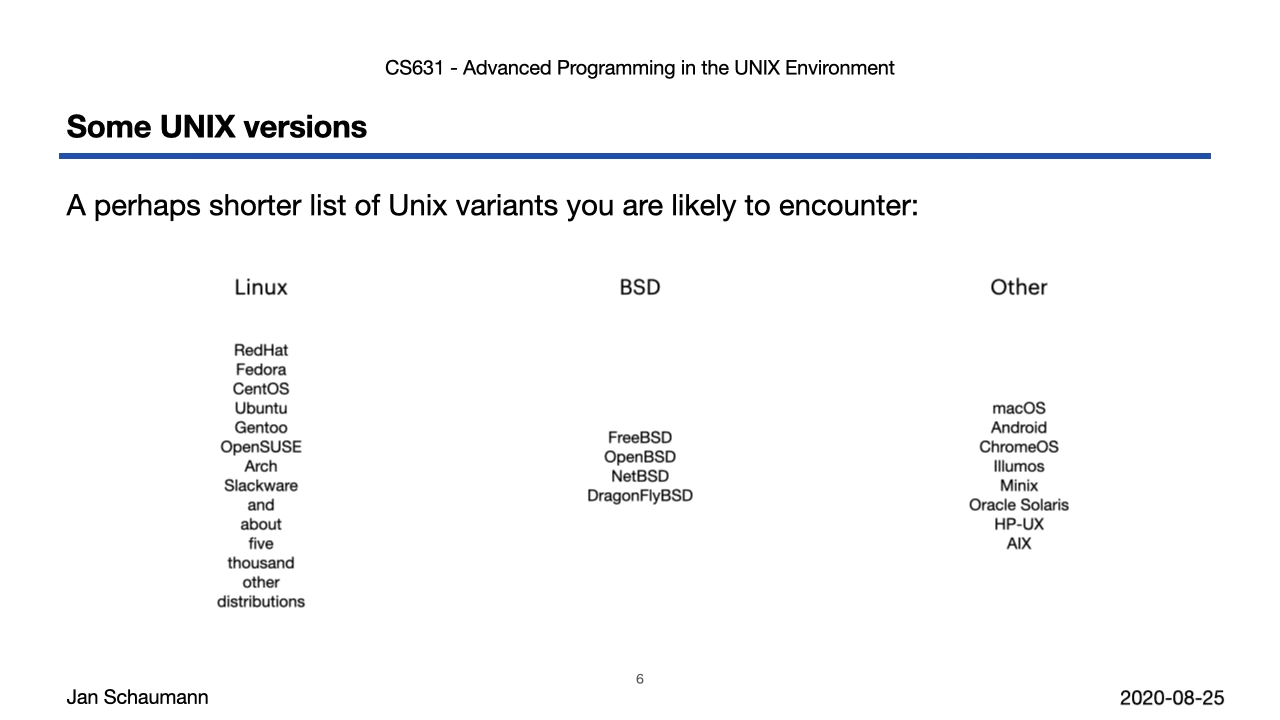 CS631 - Advanced Programming in the UNIX Environment
Some UNIX versions
A perhaps shorter list of Unix variants you are likely to encounter:
Linux
RedHat
Fedora
CentOS
Ubuntu
Gentoo
OpenSUSE
Arch
Slackware
and
about
five
thousand
other
distributions
BSD
FreeBSD
OpenBSD
NetBSD
DragonFlyBSD
Other
macOS
Android
ChromeOS
Illumos
Minix
Oracle Solaris
HP-UX
AIX
6
Jan Schaumann
2020-08-25